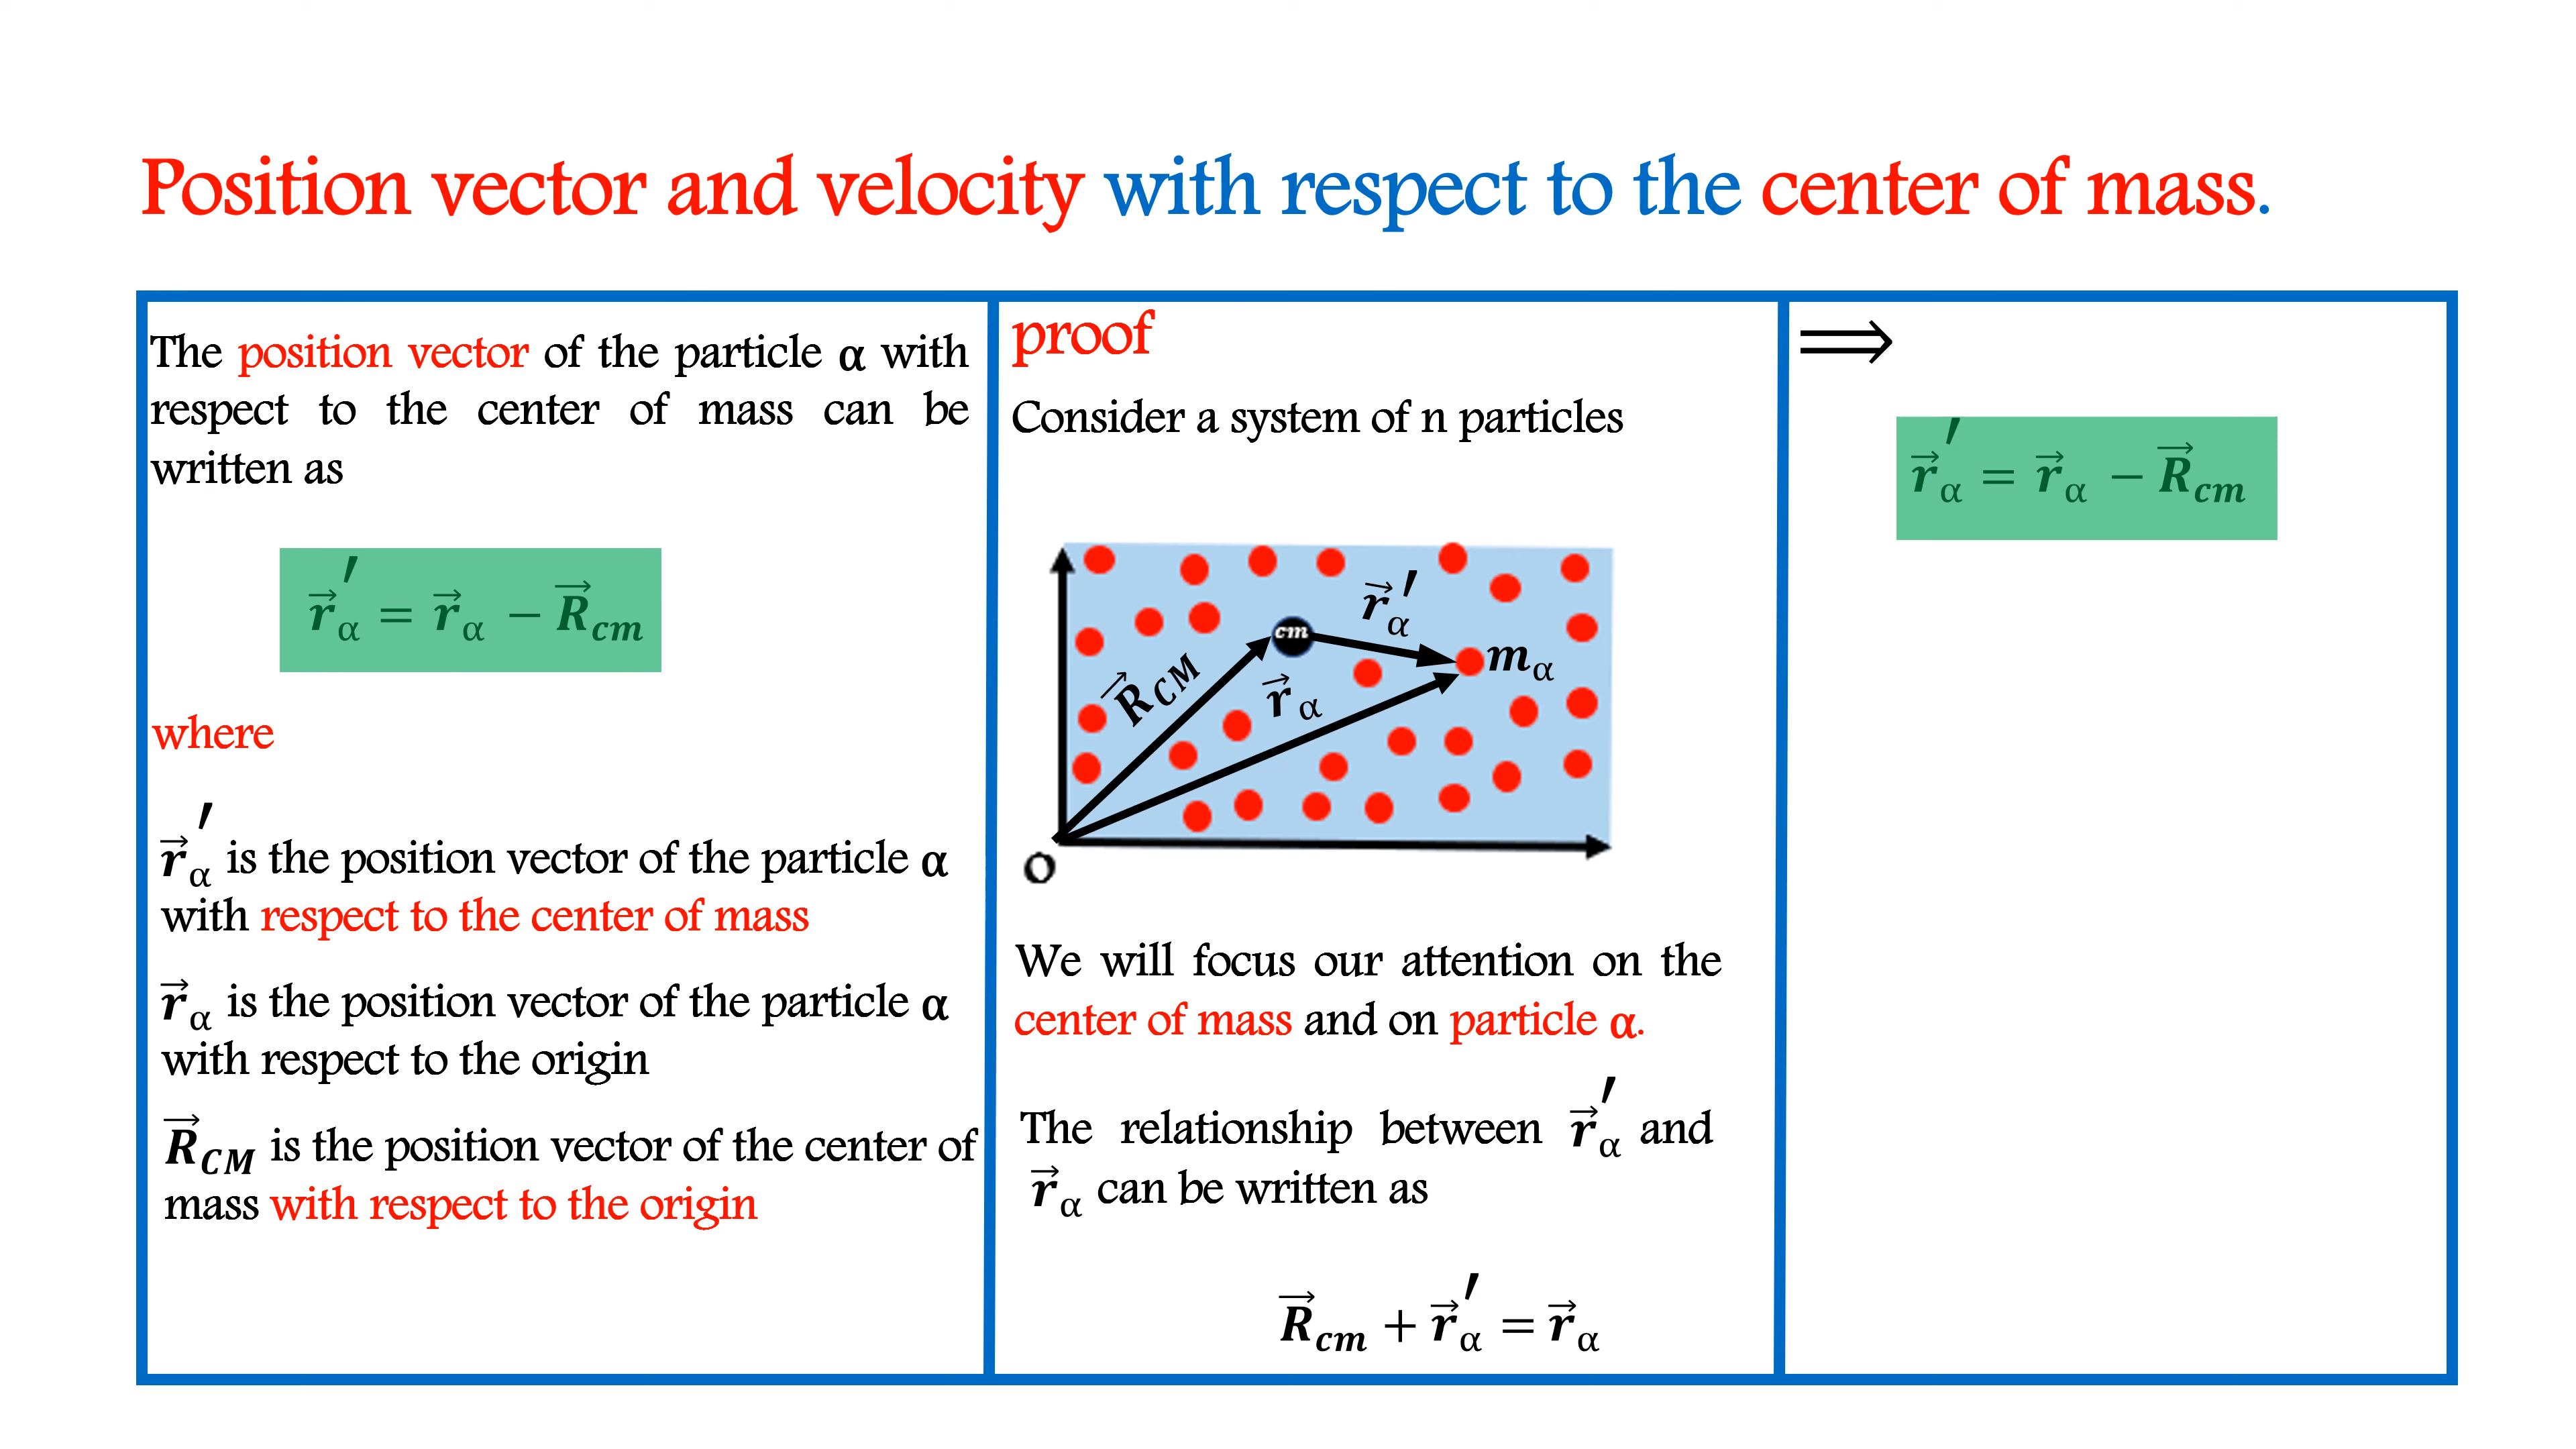 Position vector and velocity with respect to the center of mass.
The position vector of the particle α with
respect to the center of mass can be
written as
r⃗′α = r⃗α − R⃗cm
where
r⃗′α is the position vector of the particle α
with respect to the center of mass
r⃗α is the position vector of the particle α
with respect to the origin
R⃗CM is the position vector of the center of
mass with respect to the origin
proof
Consider a system of n particles
r⃗α′
cm
mα
R⃗CM
r⃗α
O
We will focus our attention on the
center of mass and on particle α.
The relationship between r⃗′α and
r⃗α can be written as
R⃗cm + r⃗′α = r⃗α
⟹
r⃗′α = r⃗α − R⃗cm